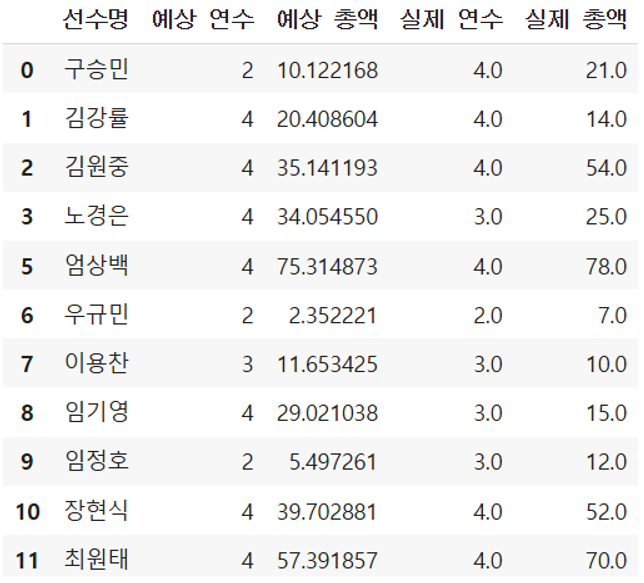 선수명 예상 연수 예상 총액 실제 연수 실제 총액
0 구승민 2 10.122168 4.0 21.0
1 김강률 4 20.408604 4.0 14.0
2 김원중 4 35.141193 4.0 54.0
3 노경은 4 34.054550 3.0 25.0
5 엄상백 4 75.314873 4.0 78.0
6 우규민 2 2.352221 2.0 7.0
7 이용찬 3 11.653425 3.0 10.0
8 임기영 4 29.021038 3.0 15.0
9 임정호 2 5.497261 3.0 12.0
10 장현식 4 39.702881 4.0 52.0
11 최원태 4 57.391857 4.0 70.0